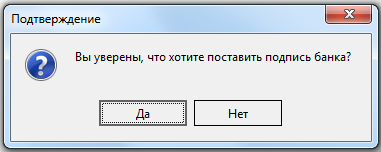 Подтверждение
Вы уверены, что хотите поставить подпись банка?
Да
Нет